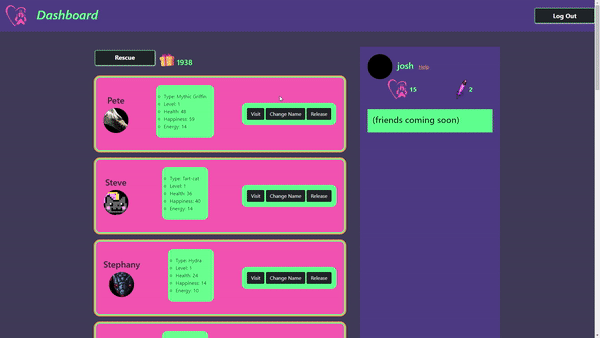 Dashboard
Log Out
Rescue
1938
josh
15
2
(friends coming soon)
Pete
Type: Mythic Griffin
Level: 1
Health: 48
Happiness: 59
Energy: 14
Visit
Change Name
Release
Steve
Type: Tart-cat
Level: 1
Health: 36
Happiness: 40
Energy: 14
Visit
Change Name
Release
Stephany
Type: Hydra
Level: 1
Health: 24
Happiness: 14
Energy: 10
Visit
Change Name
Release